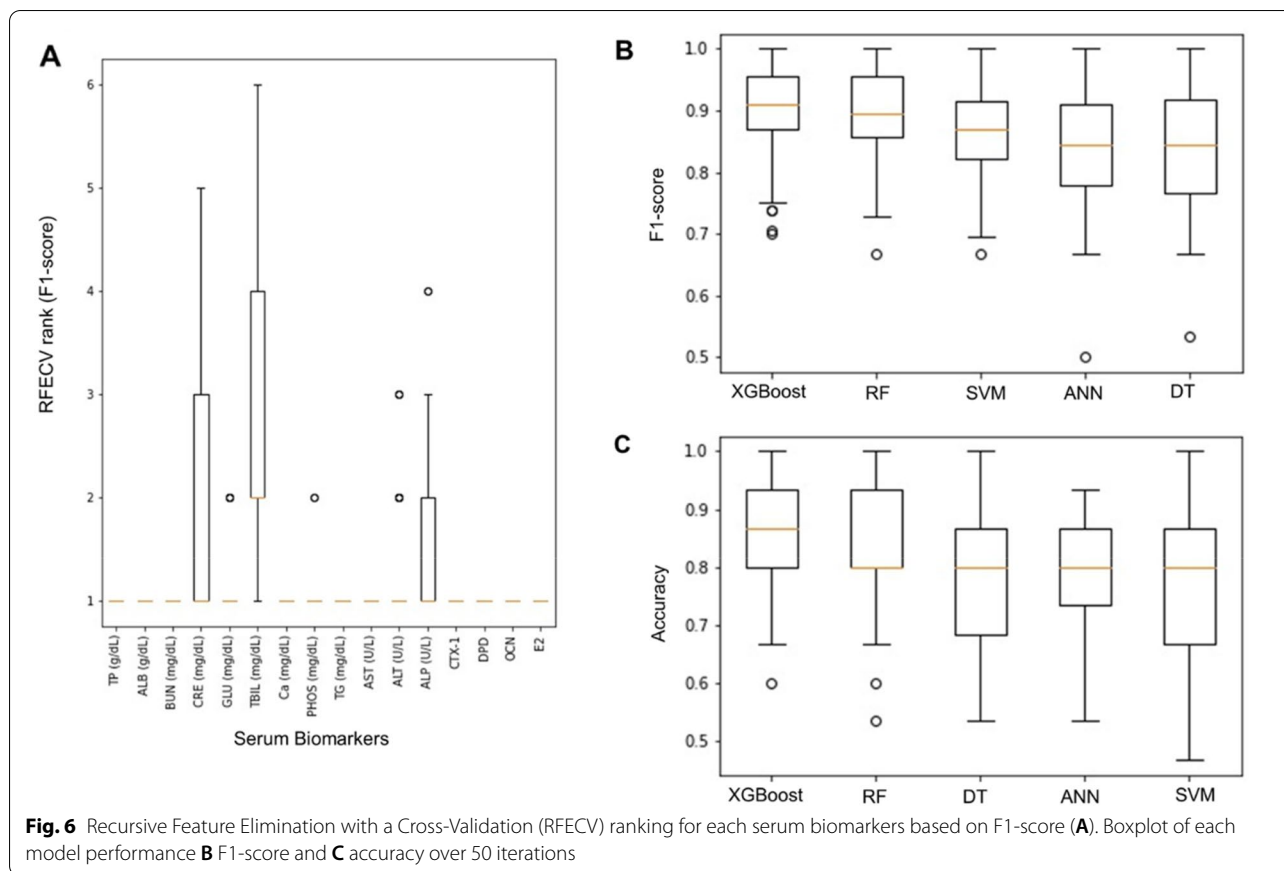 A
RFECV rank (F1-score)
6
5
4
3
2
1
TP (g/dL)
ALB (g/dL)
BUN (mg/dL)
CRE (mg/dL)
GLU (mg/dL)
TBIL (mg/dL)
Ca (mg/dL)
PHOS (mg/dL)
TG (mg/dL)
AST (U/L)
ALT (U/L)
ALP (U/L)
CTX-1
DPD
OCN
E2
Serum Biomarkers
B
F1-score
1.0
0.9
0.8
0.7
0.6
0.5
XGBoost RF SVM ANN DT
C
Accuracy
1.0
0.9
0.8
0.7
0.6
0.5
XGBoost RF DT ANN SVM
Fig. 6 Recursive Feature Elimination with a Cross-Validation (RFECV) ranking for each serum biomarkers based on F1-score (A). Boxplot of each
model performance B F1-score and C accuracy over 50 iterations